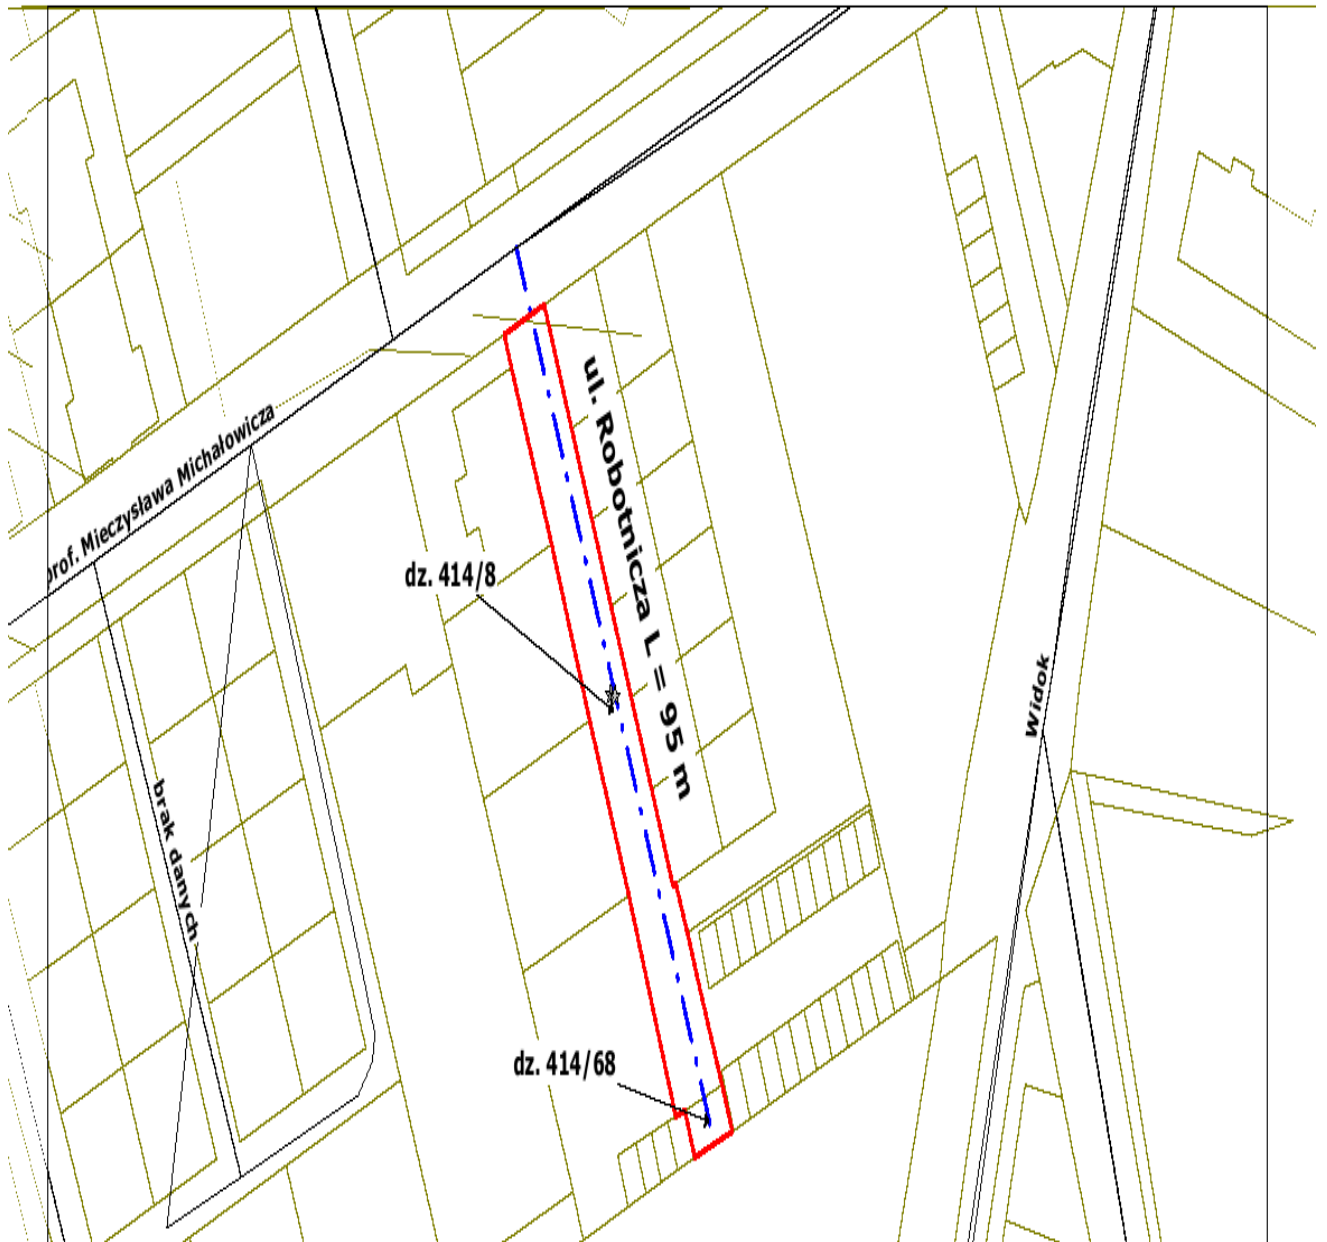 prof. Mieczysława Michałowicza
ul. Robotnicza L = 95 m
dz. 414/8
Widok
brak danych
dz. 414/68